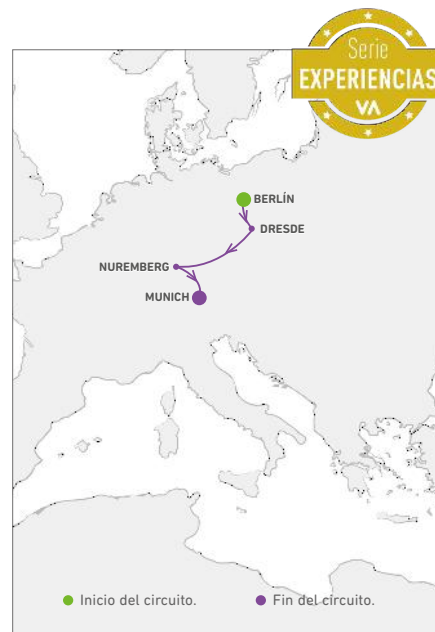 Serie
EXPERIENCIAS
VA
BERLÍN
DRESDE
NUREMBERG
MUNICH
Inicio del circuito.
Fin del circuito.